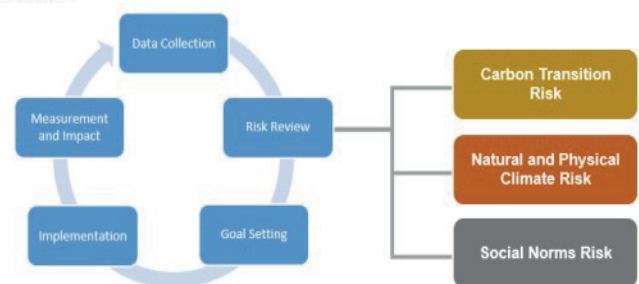 Data Collection
Risk Review
Goal Setting
Implementation
Measurement
and Impact
Carbon Transition
Risk
Natural and Physical
Climate Risk
Social Norms Risk